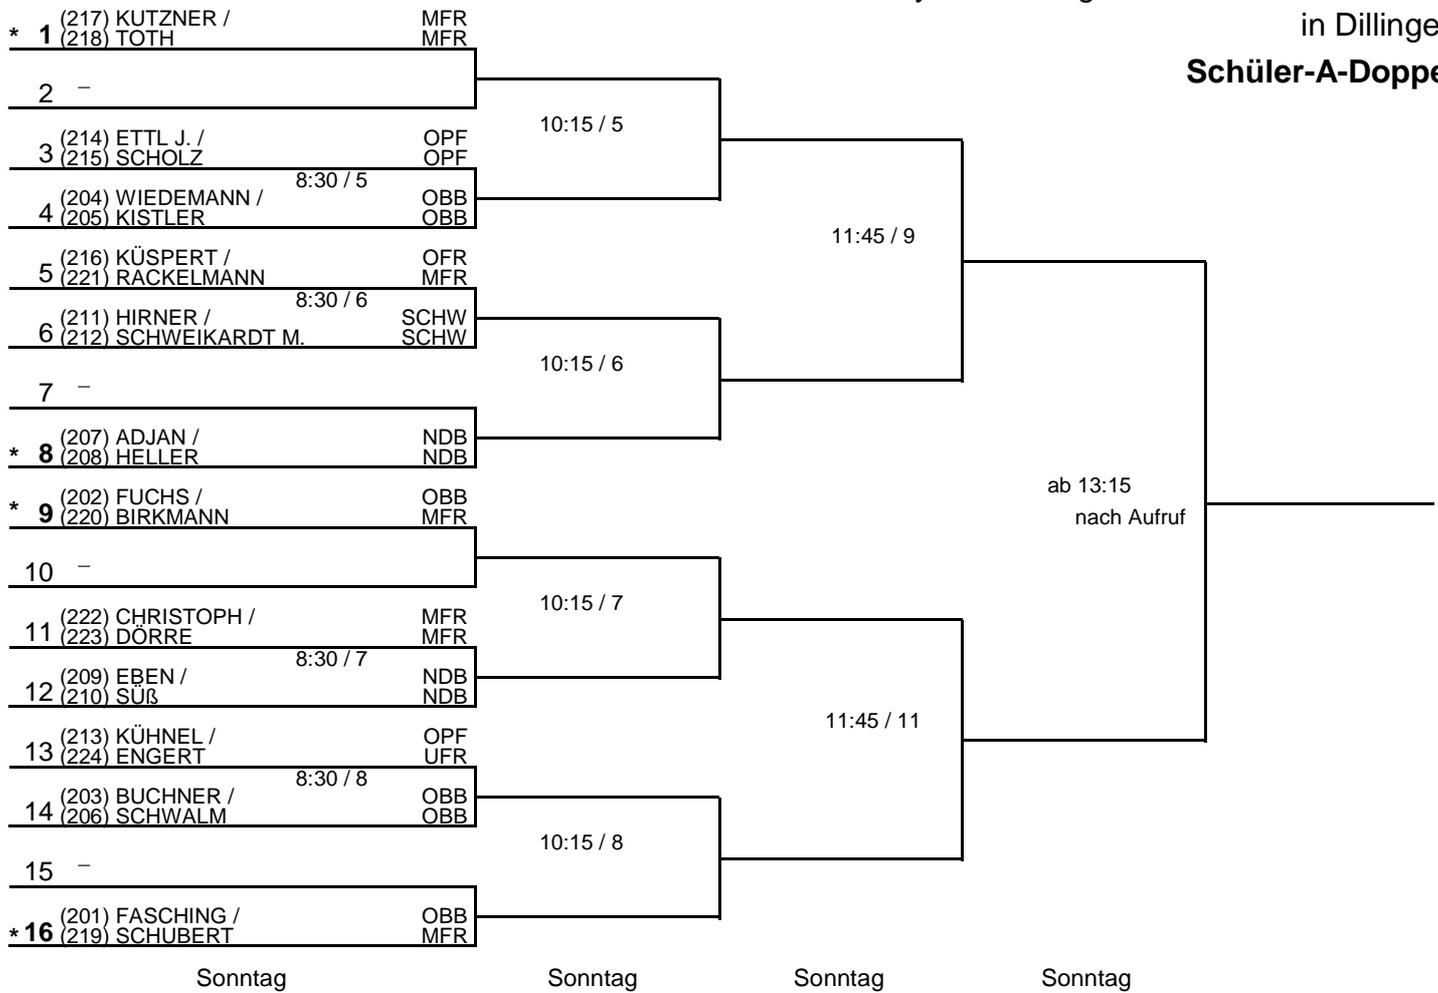 in Dillinge
Schüler-A-Doppe
(217) KUTZNER / MFR
* 1 (218) TOTH MFR
2 –
(214) ETTL J. / OPF
3 (215) SCHOLZ OPF
8:30 / 5
(204) WIEDEMANN / OBB
4 (205) KISTLER OBB
(216) KÜSPERT / OFR
5 (221) RACKELMANN MFR
8:30 / 6
(211) HIRNER / SCHW
6 (212) SCHWEIKARDT M. SCHW
7 –
(207) ADJAN / NDB
* 8 (208) HELLER NDB
(202) FUCHS / OBB
* 9 (220) BIRKMANN MFR
10 –
(222) CHRISTOPH / MFR
11 (223) DÖRRE MFR
8:30 / 7
(209) EBEN / NDB
12 (210) SÜß NDB
(213) KÜHNEL / OPF
13 (224) ENGERT UFR
8:30 / 8
(203) BUCHNER / OBB
14 (206) SCHWALM OBB
15 –
(201) FASCHING / OBB
* 16 (219) SCHUBERT MFR
10:15 / 5
10:15 / 6
10:15 / 7
10:15 / 8
11:45 / 9
11:45 / 11
ab 13:15
nach Aufruf
Sonntag Sonntag Sonntag Sonntag